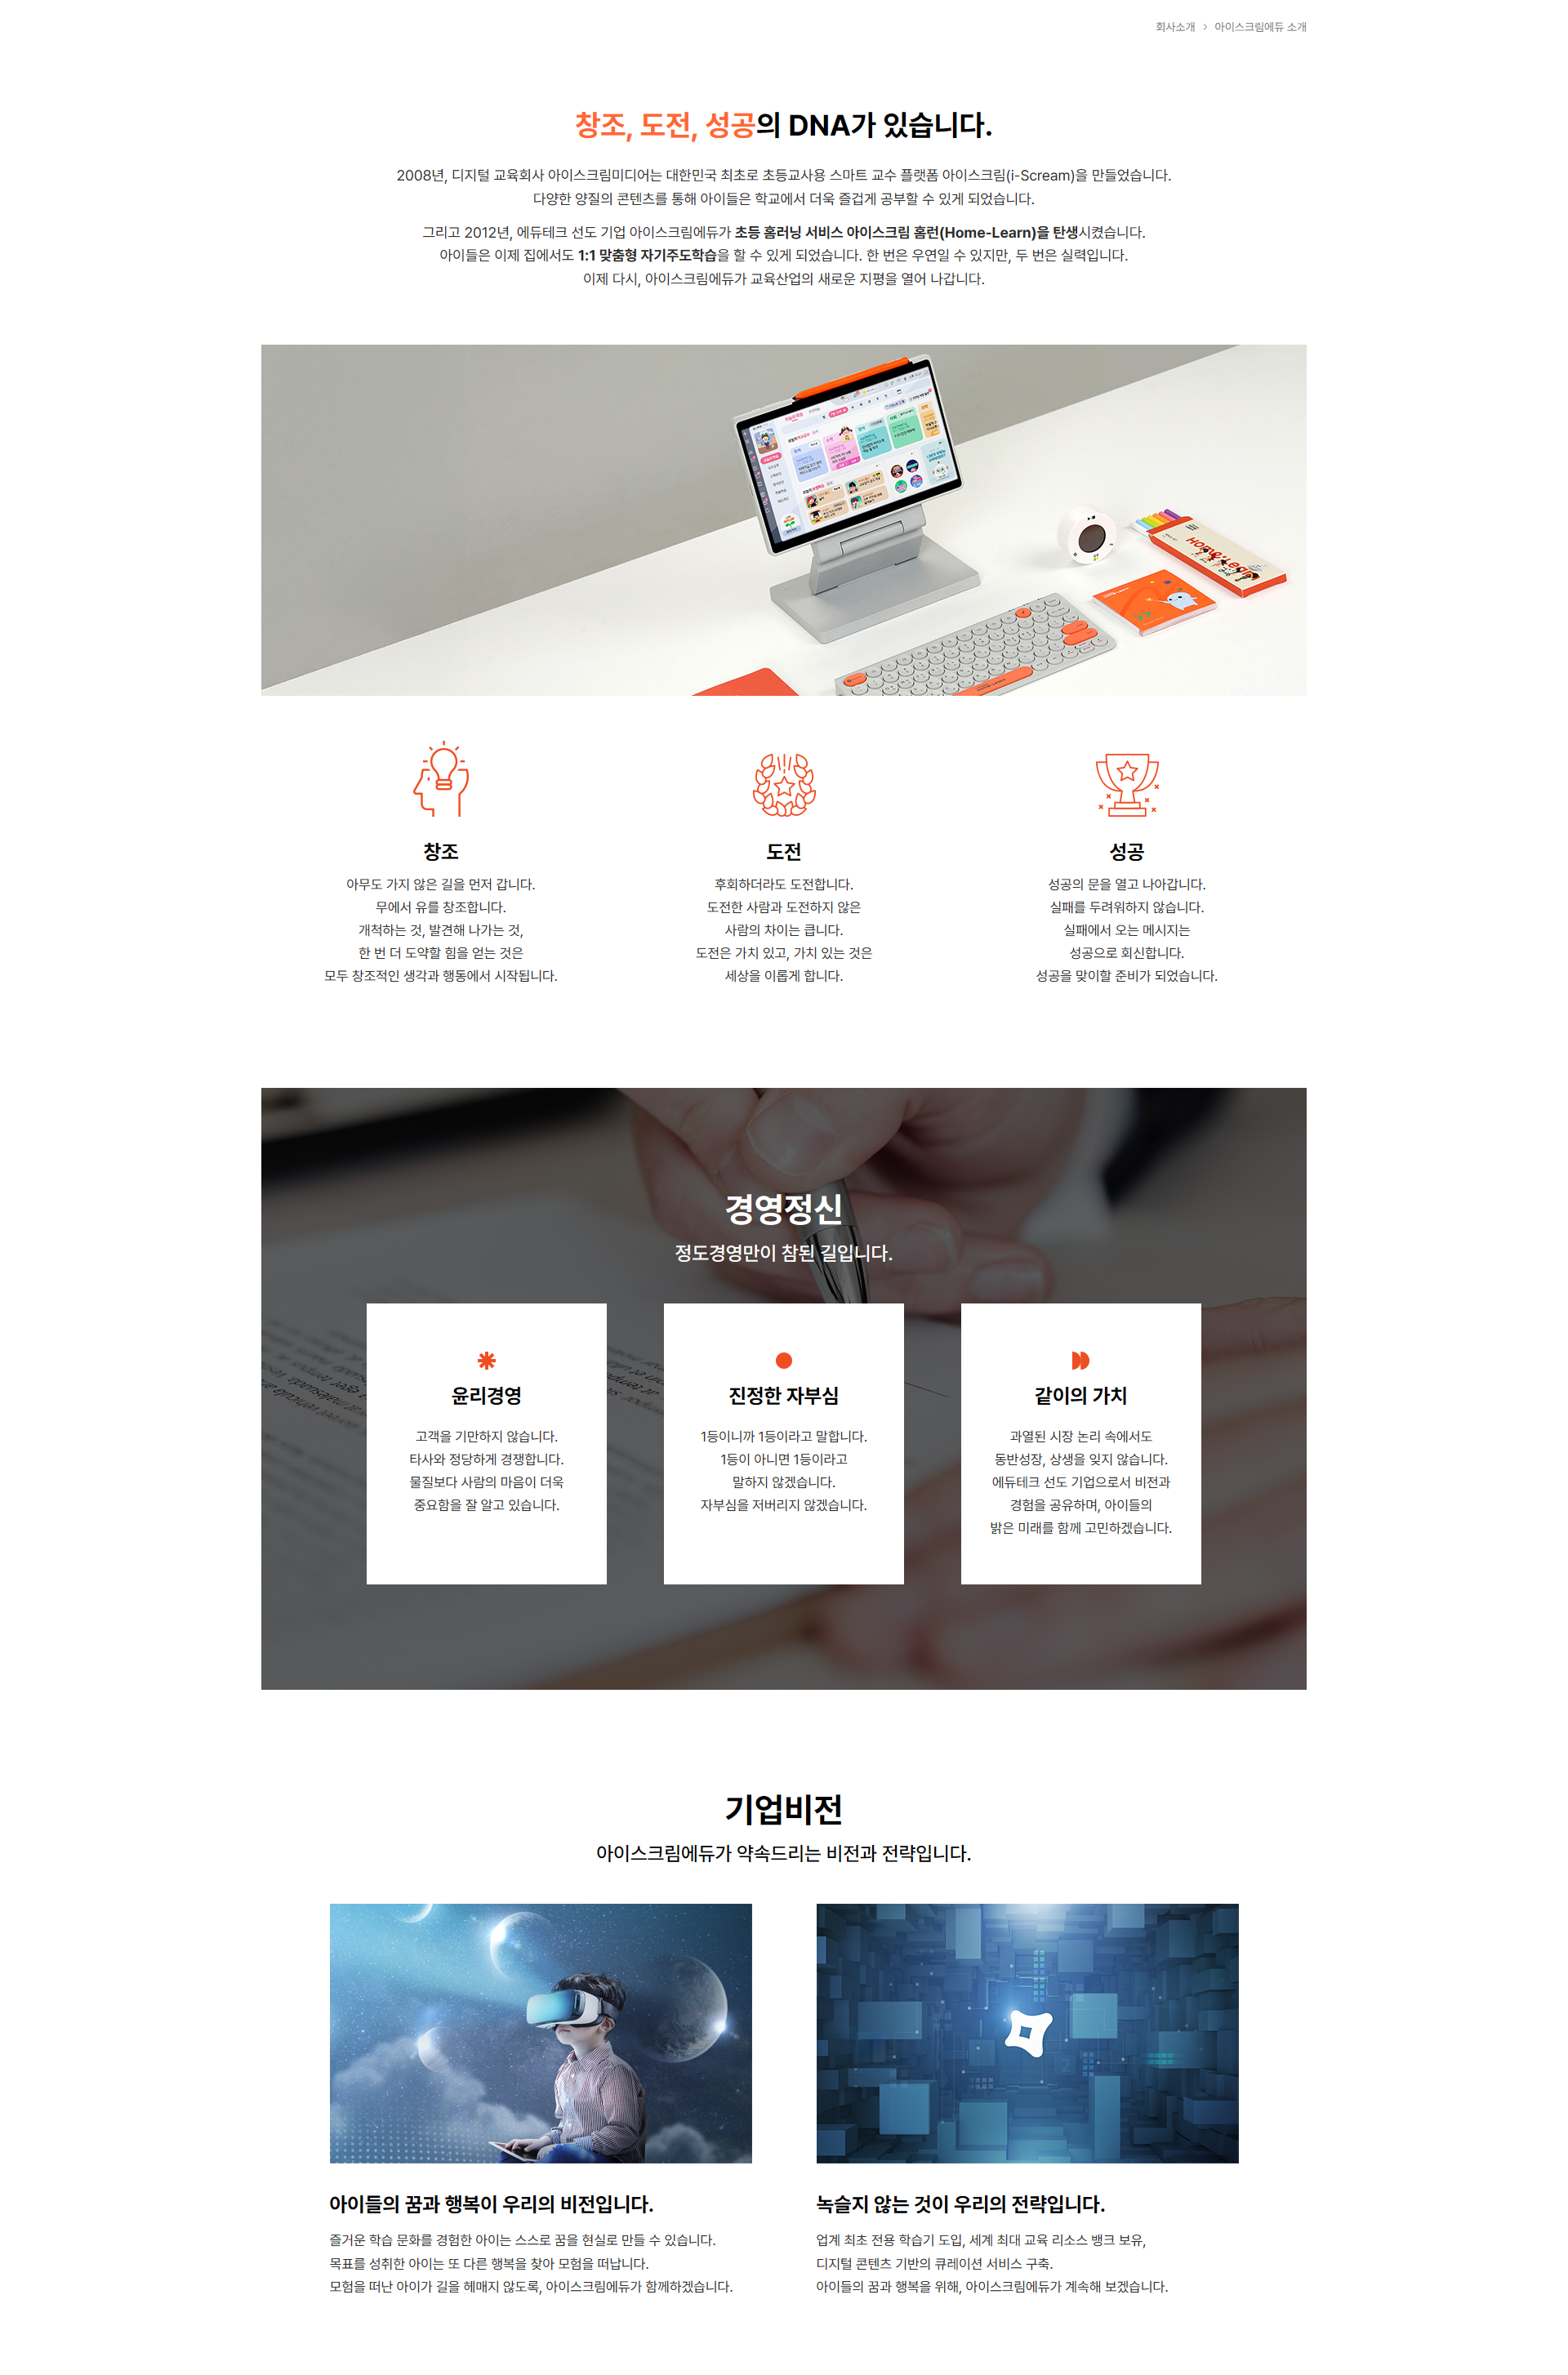 회사소개 > 아이스크림에듀 소개
창조, 도전, 성공의 DNA가 있습니다.
2008년, 디지털 교육회사 아이스크림미디어는 대한민국 최초로 초등교사용 스마트 교수 플랫폼 아이스크림(i-Scream)을 만들었습니다.
다양한 양질의 콘텐츠를 통해 아이들은 학교에서 더욱 즐겁게 공부할 수 있게 되었습니다.
그리고 2012년, 에듀테크 선도 기업 아이스크림에듀가 초등 홈러닝 서비스 아이스크림 홈런(Home-Learn)을 탄생시켰습니다.
아이들은 이제 집에서도 1:1 맞춤형 자기주도학습을 할 수 있게 되었습니다. 한 번은 우연일 수 있지만, 두 번은 실력입니다.
이제 다시, 아이스크림에듀가 교육산업의 새로운 지평을 열어 나갑니다.
창조
아무도 가지 않은 길을 먼저 갑니다.
무에서 유를 창조합니다.
개척하는 것, 발견해 나가는 것,
한 번 더 도약할 힘을 얻는 것은
모두 창조적인 생각과 행동에서 시작됩니다.
도전
후회하더라도 도전합니다.
도전한 사람과 도전하지 않은
사람의 차이는 큽니다.
도전은 가치 있고, 가치 있는 것은
세상을 이롭게 합니다.
성공
성공의 문을 열고 나아갑니다.
실패를 두려워하지 않습니다.
실패에서 오는 메시지는
성공으로 회신합니다.
성공을 맞이할 준비가 되었습니다.
경영정신
정도경영만이 참된 길입니다.
윤리경영
고객을 기만하지 않습니다.
타사와 정당하게 경쟁합니다.
물질보다 사람의 마음이 더욱
중요함을 잘 알고 있습니다.
진정한 자부심
1등이니까 1등이라고 말합니다.
1등이 아니면 1등이라고
말하지 않겠습니다.
자부심을 저버리지 않겠습니다.
같이의 가치
과열된 시장 논리 속에서도
동반성장, 상생을 잊지 않습니다.
에듀테크 선도 기업으로서 비전과
경험을 공유하며, 아이들의
밝은 미래를 함께 고민하겠습니다.
기업비전
아이스크림에듀가 약속드리는 비전과 전략입니다.
아이들의 꿈과 행복이 우리의 비전입니다.
즐거운 학습 문화를 경험한 아이는 스스로 꿈을 현실로 만들 수 있습니다.
목표를 성취한 아이는 또 다른 행복을 찾아 모험을 떠납니다.
모험을 떠난 아이가 길을 헤매지 않도록, 아이스크림에듀가 함께하겠습니다.
녹슬지 않는 것이 우리의 전략입니다.
업계 최초 전용 학습기 도입, 세계 최대 교육 리소스 뱅크 보유,
디지털 콘텐츠 기반의 큐레이션 서비스 구축.
아이들의 꿈과 행복을 위해, 아이스크림에듀가 계속해 보겠습니다.